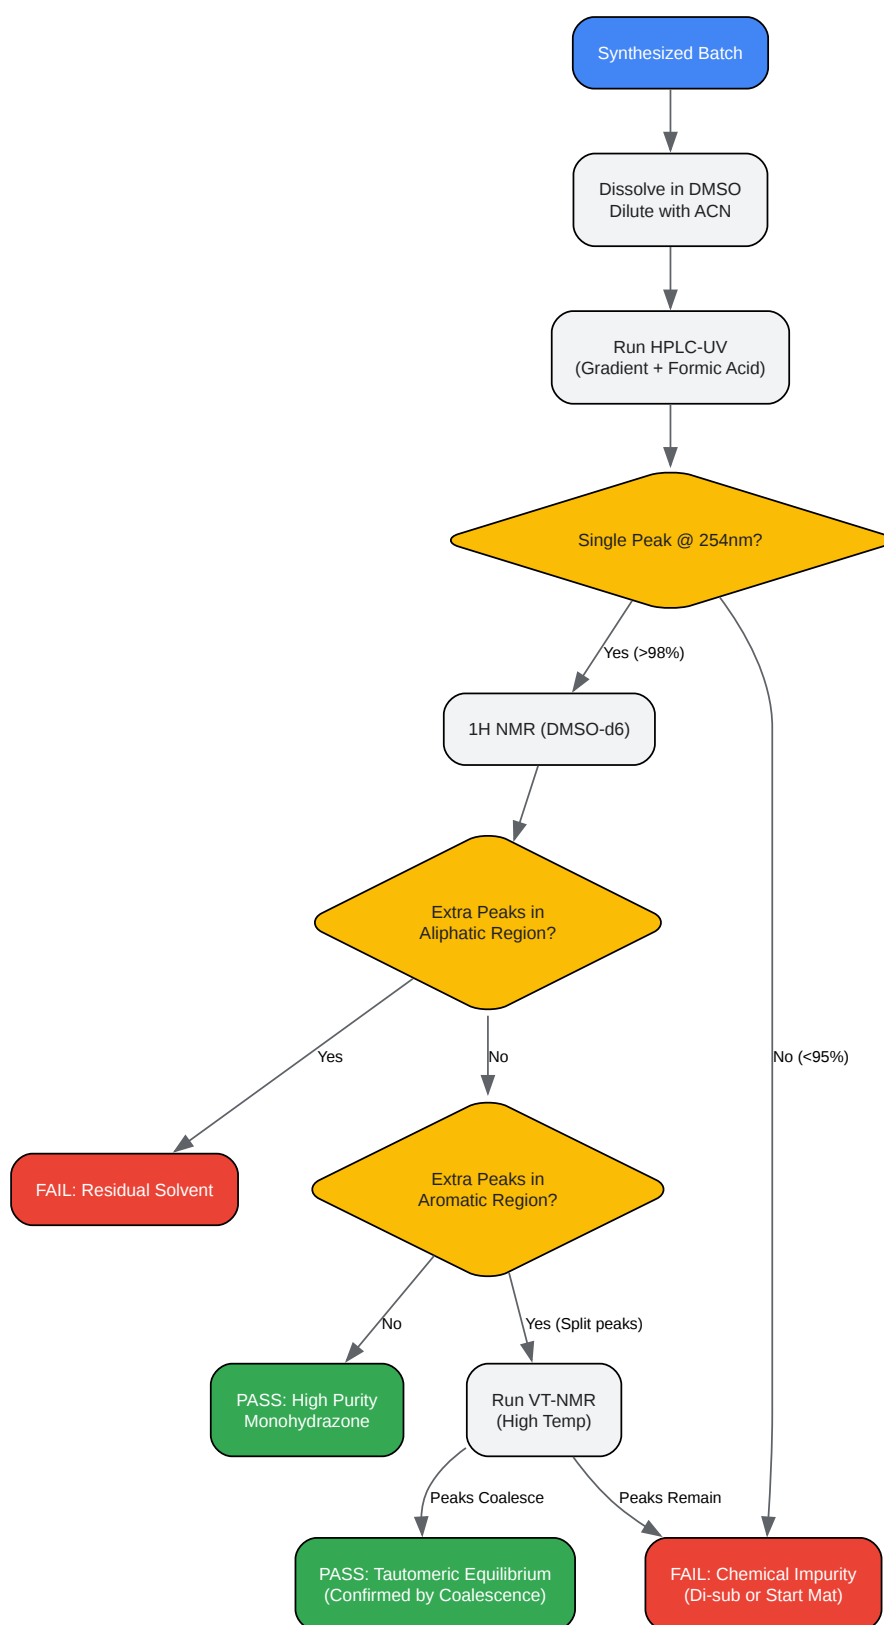 Synthesized Batch
Dissolve in DMSO
Dilute with ACN
Run HPLC-UV
(Gradient + Formic Acid)
Single Peak @ 254nm?
Yes (>98%)
1H NMR (DMSO-d6)
Extra Peaks in
Aliphatic Region?
Yes
No
No (<95%)
FAIL: Residual Solvent
Extra Peaks in
Aromatic Region?
No
Yes (Split peaks)
PASS: High Purity
Monohydrazone
Run VT-NMR
(High Temp)
Peaks Coalesce
Peaks Remain
PASS: Tautomeric Equilibrium
(Confirmed by Coalescence)
FAIL: Chemical Impurity
(Di-sub or Start Mat)